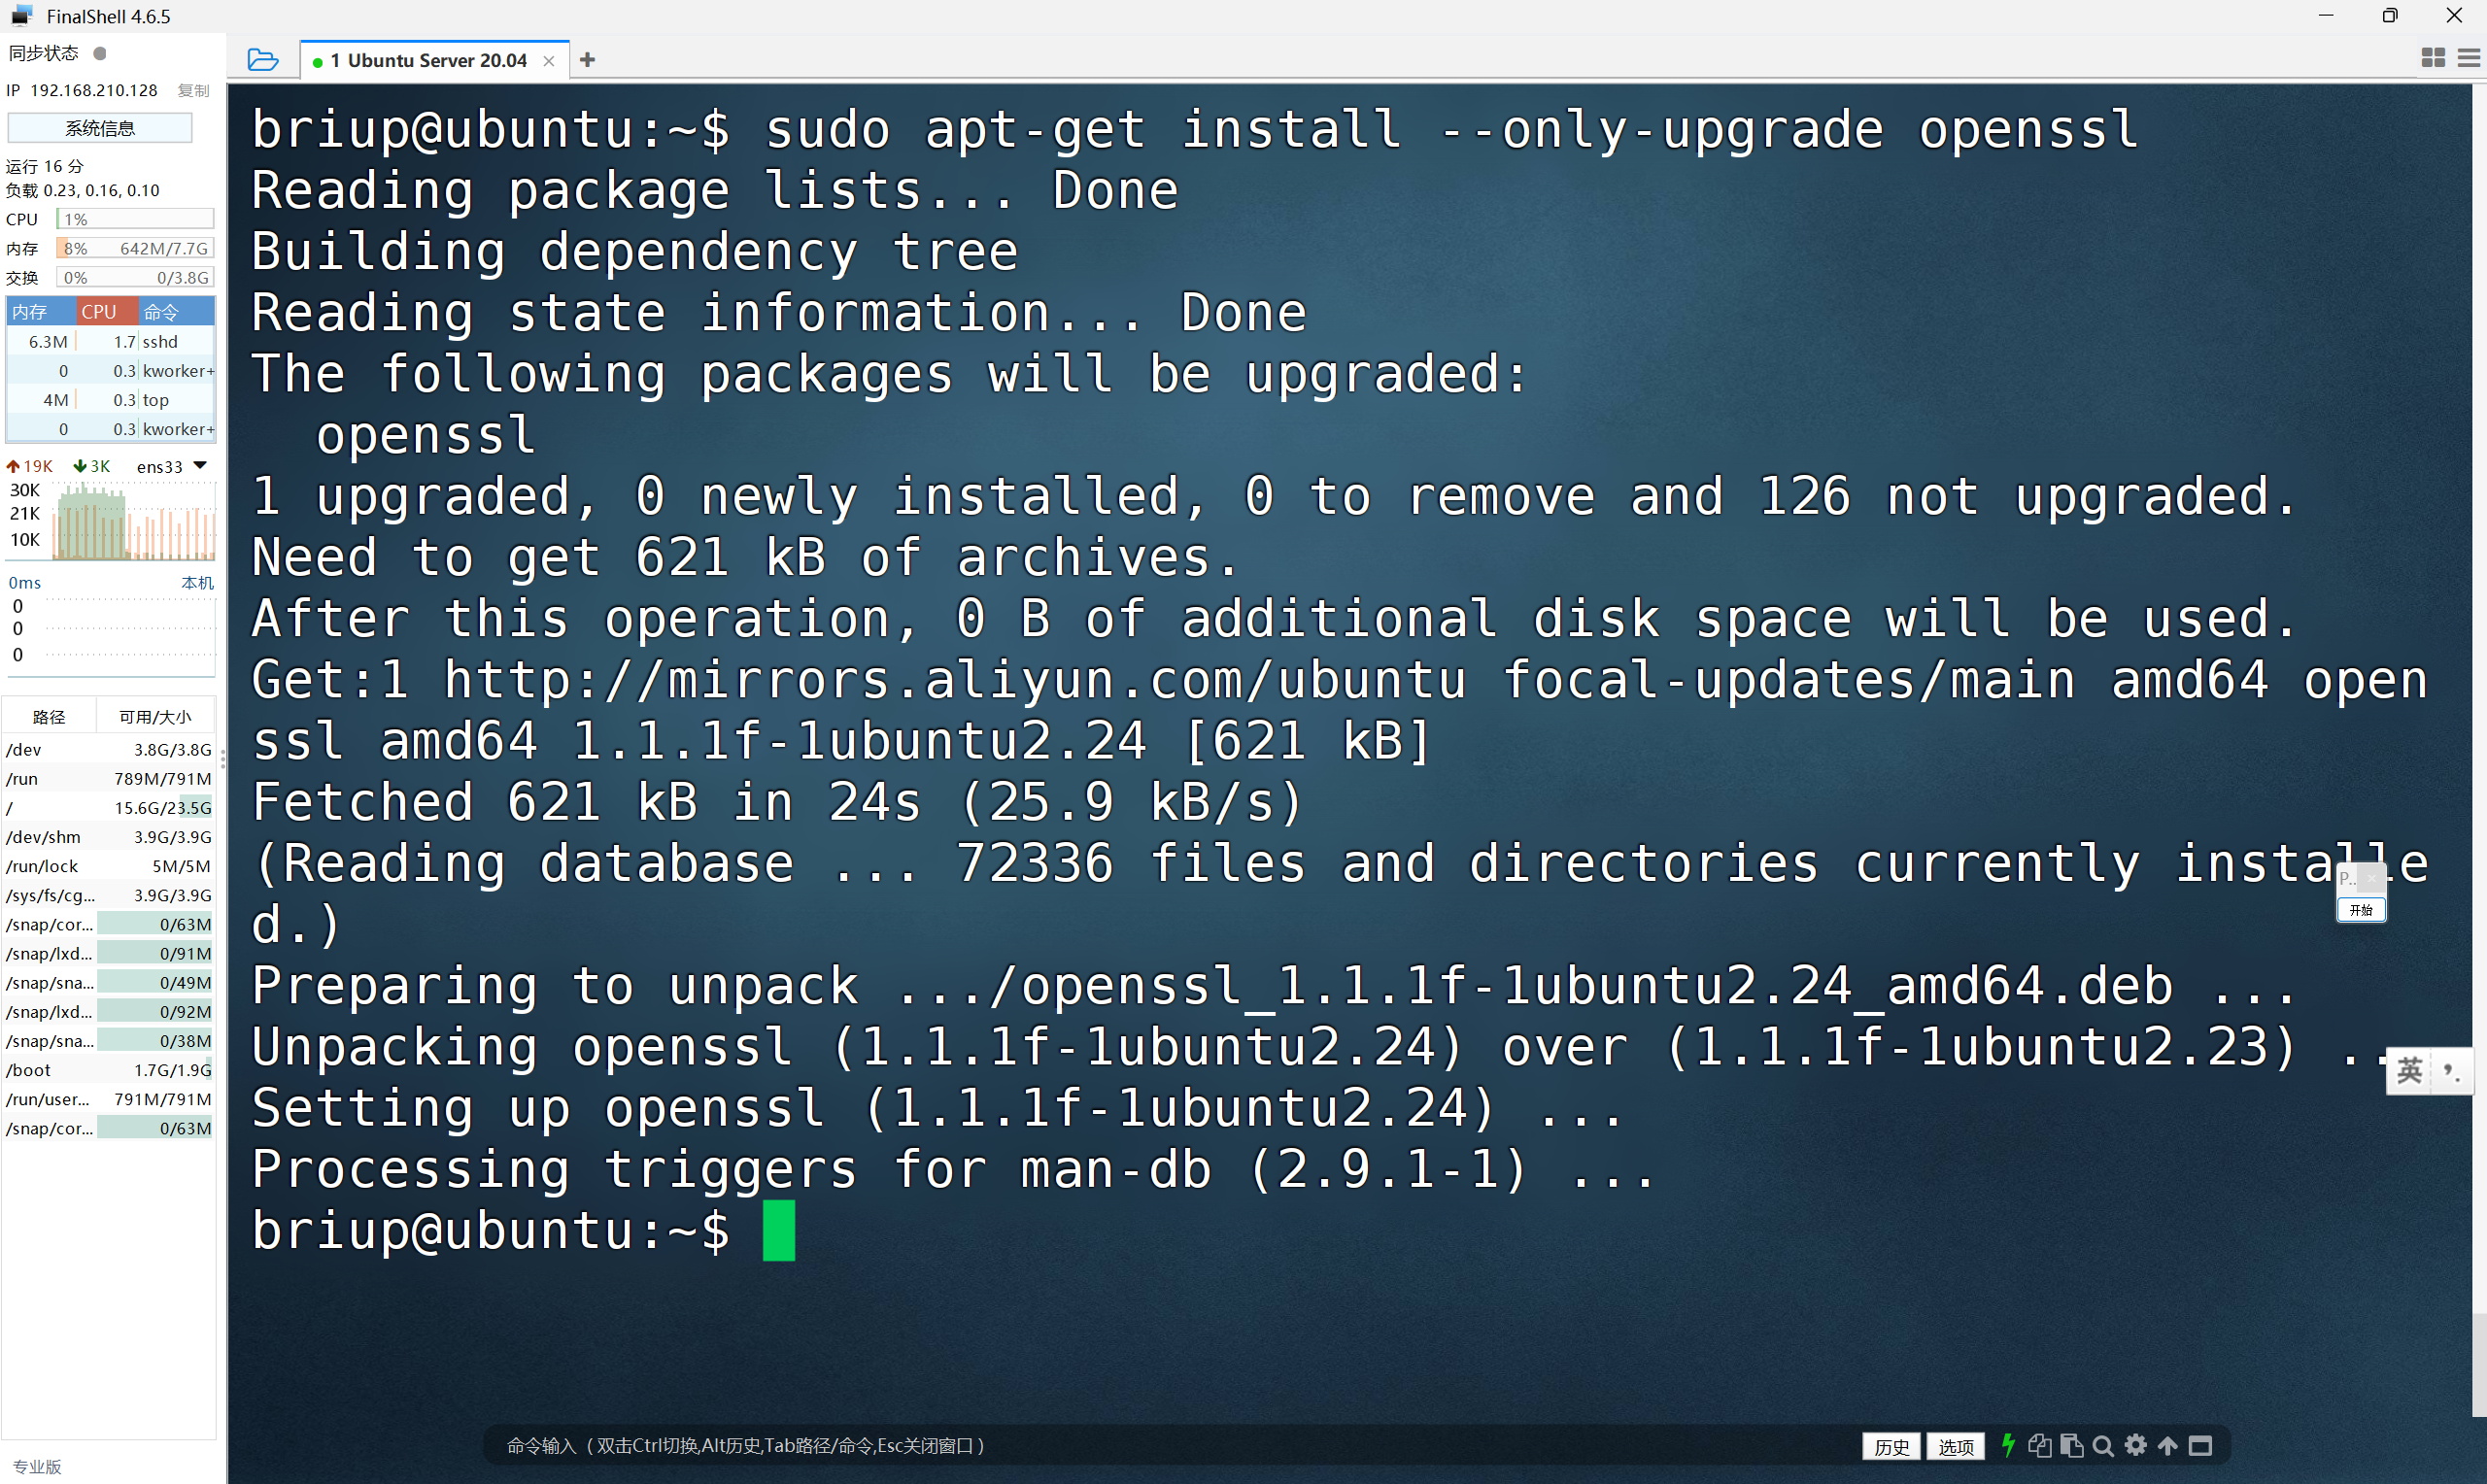 FinalShell 4.6.5
同步状态
IP 192.168.210.128 复制
系统信息
运行 16 分
负载 0.23, 0.16, 0.10
CPU 1%
内存 8% 642M/7.7G
交换 0% 0/3.8G
内存 CPU 命令
6.3M 1.7 sshd
0 0.3 kworker+
4M 0.3 top
0 0.3 kworker+
19K 3K ens33
30K
21K
10K
0ms 本机
0
0
0
路径 可用/大小
/dev 3.8G/3.8G
/run 789M/791M
/ 15.6G/23.5G
/dev/shm 3.9G/3.9G
/run/lock 5M/5M
/sys/fs/cg... 3.9G/3.9G
/snap/cor... 0/63M
/snap/lxd... 0/91M
/snap/sna... 0/49M
/snap/lxd... 0/92M
/snap/sna... 0/38M
/boot 1.7G/1.9G
/run/user... 791M/791M
/snap/cor... 0/63M
专业版
1 Ubuntu Server 20.04
briup@ubuntu:~$ sudo apt-get install --only-upgrade openssl
Reading package lists... Done
Building dependency tree
Reading state information... Done
The following packages will be upgraded:
openssl
1 upgraded, 0 newly installed, 0 to remove and 126 not upgraded.
Need to get 621 kB of archives.
After this operation, 0 B of additional disk space will be used.
Get:1 http://mirrors.aliyun.com/ubuntu focal-updates/main amd64 open
ssl amd64 1.1.1f-1ubuntu2.24 [621 kB]
Fetched 621 kB in 24s (25.9 kB/s)
(Reading database ... 72336 files and directories currently installe
d.)
Preparing to unpack .../openssl_1.1.1f-1ubuntu2.24_amd64.deb ...
Unpacking openssl (1.1.1f-1ubuntu2.24) over (1.1.1f-1ubuntu2.23) ..
Setting up openssl (1.1.1f-1ubuntu2.24) ...
Processing triggers for man-db (2.9.1-1) ...
briup@ubuntu:~$
P...
开始
英
命令输入 (双击Ctrl切换,Alt历史,Tab路径/命令,Esc关闭窗口)
历史 选项